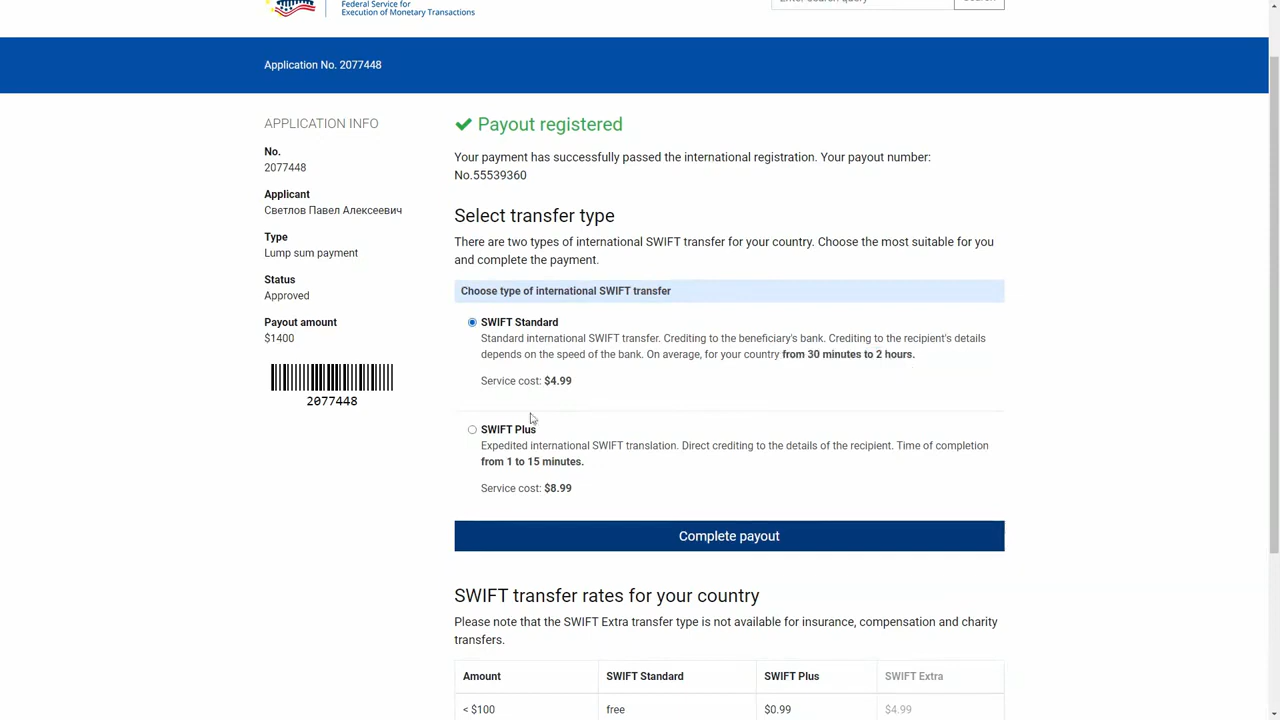 Federal Service for
Execution of Monetary Transactions
Application No. 2077448
APPLICATION INFO
No.
2077448
Applicant
Светлов Павел Алексеевич
Type
Lump sum payment
Status
Approved
Payout amount
$1400
2077448
Payout registered
Your payment has successfully passed the international registration. Your payout number:
No.55539360
Select transfer type
There are two types of international SWIFT transfer for your country. Choose the most suitable for you
and complete the payment.
Choose type of international SWIFT transfer
SWIFT Standard
Standard international SWIFT transfer. Crediting to the beneficiary's bank. Crediting to the recipient's details
depends on the speed of the bank. On average, for your country from 30 minutes to 2 hours.
Service cost: $4.99
SWIFT Plus
Expedited international SWIFT translation. Direct crediting to the details of the recipient. Time of completion
from 1 to 15 minutes.
Service cost: $8.99
Complete payout
SWIFT transfer rates for your country
Please note that the SWIFT Extra transfer type is not available for insurance, compensation and charity
transfers.
Amount SWIFT Standard SWIFT Plus SWIFT Extra
< $100 free $0.99 $4.99